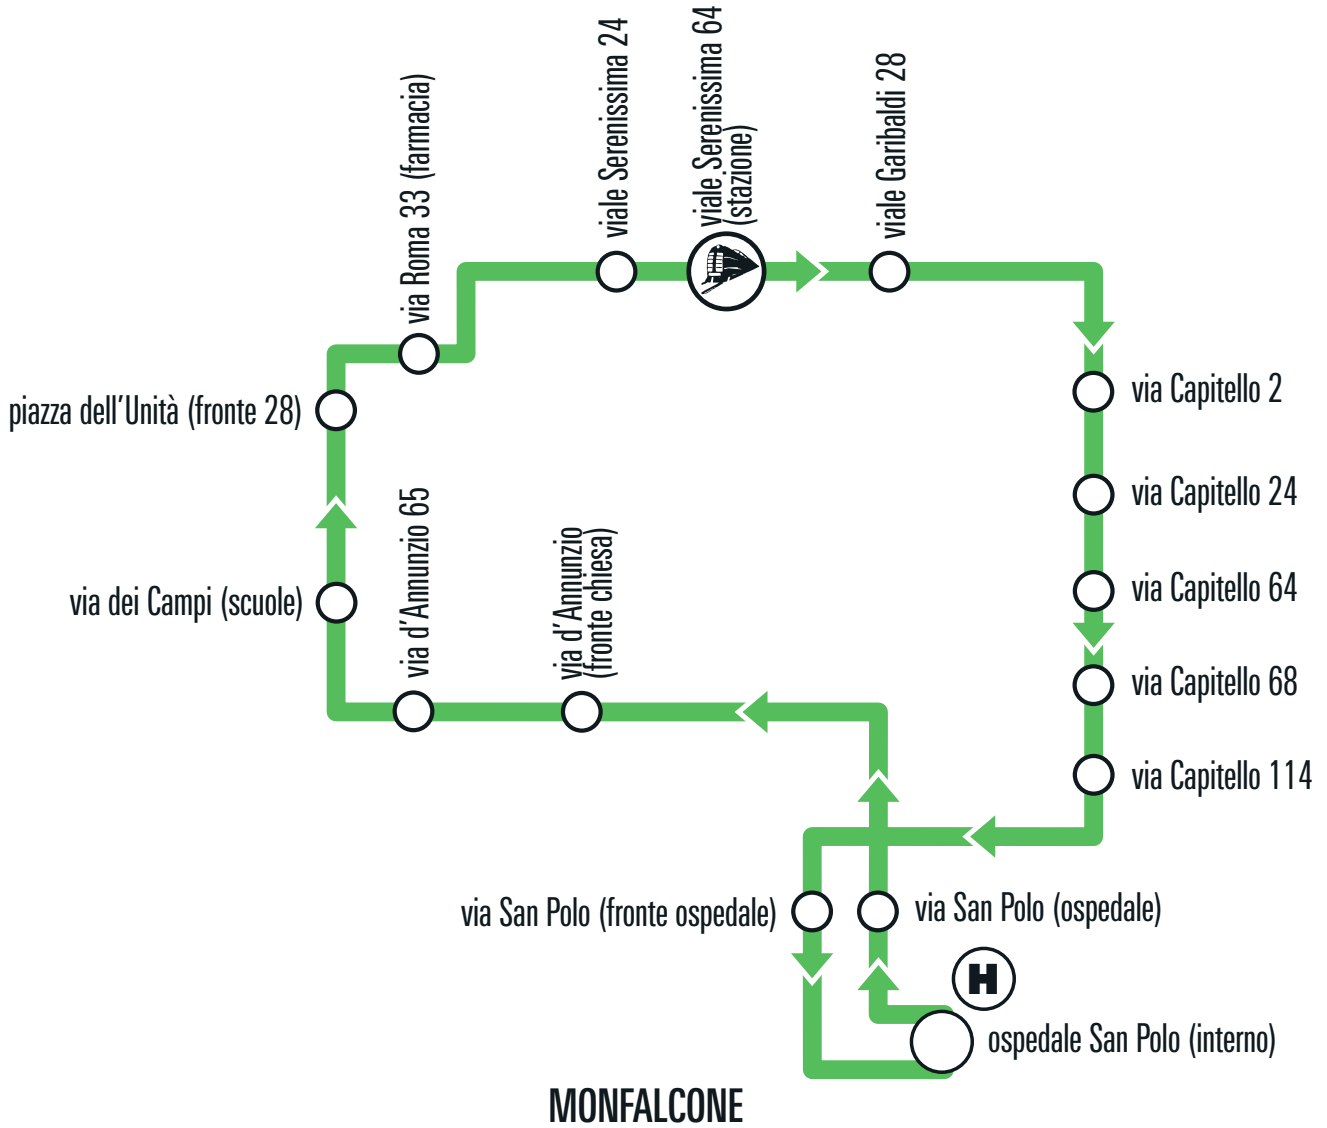 viale Serenissima 24
viale Serenissima 64
(stazione)
viale Garibaldi 28
via Roma 33 (farmacia)
piazza dell'Unità (fronte 28)
via Capitello 2
via Capitello 24
via d'Annunzio 65
via d'Annunzio
(fronte chiesa)
via dei Campi (scuole)
via Capitello 64
via Capitello 68
via Capitello 114
via San Polo (fronte ospedale)
via San Polo (ospedale)
H
ospedale San Polo (interno)
MONFALCONE